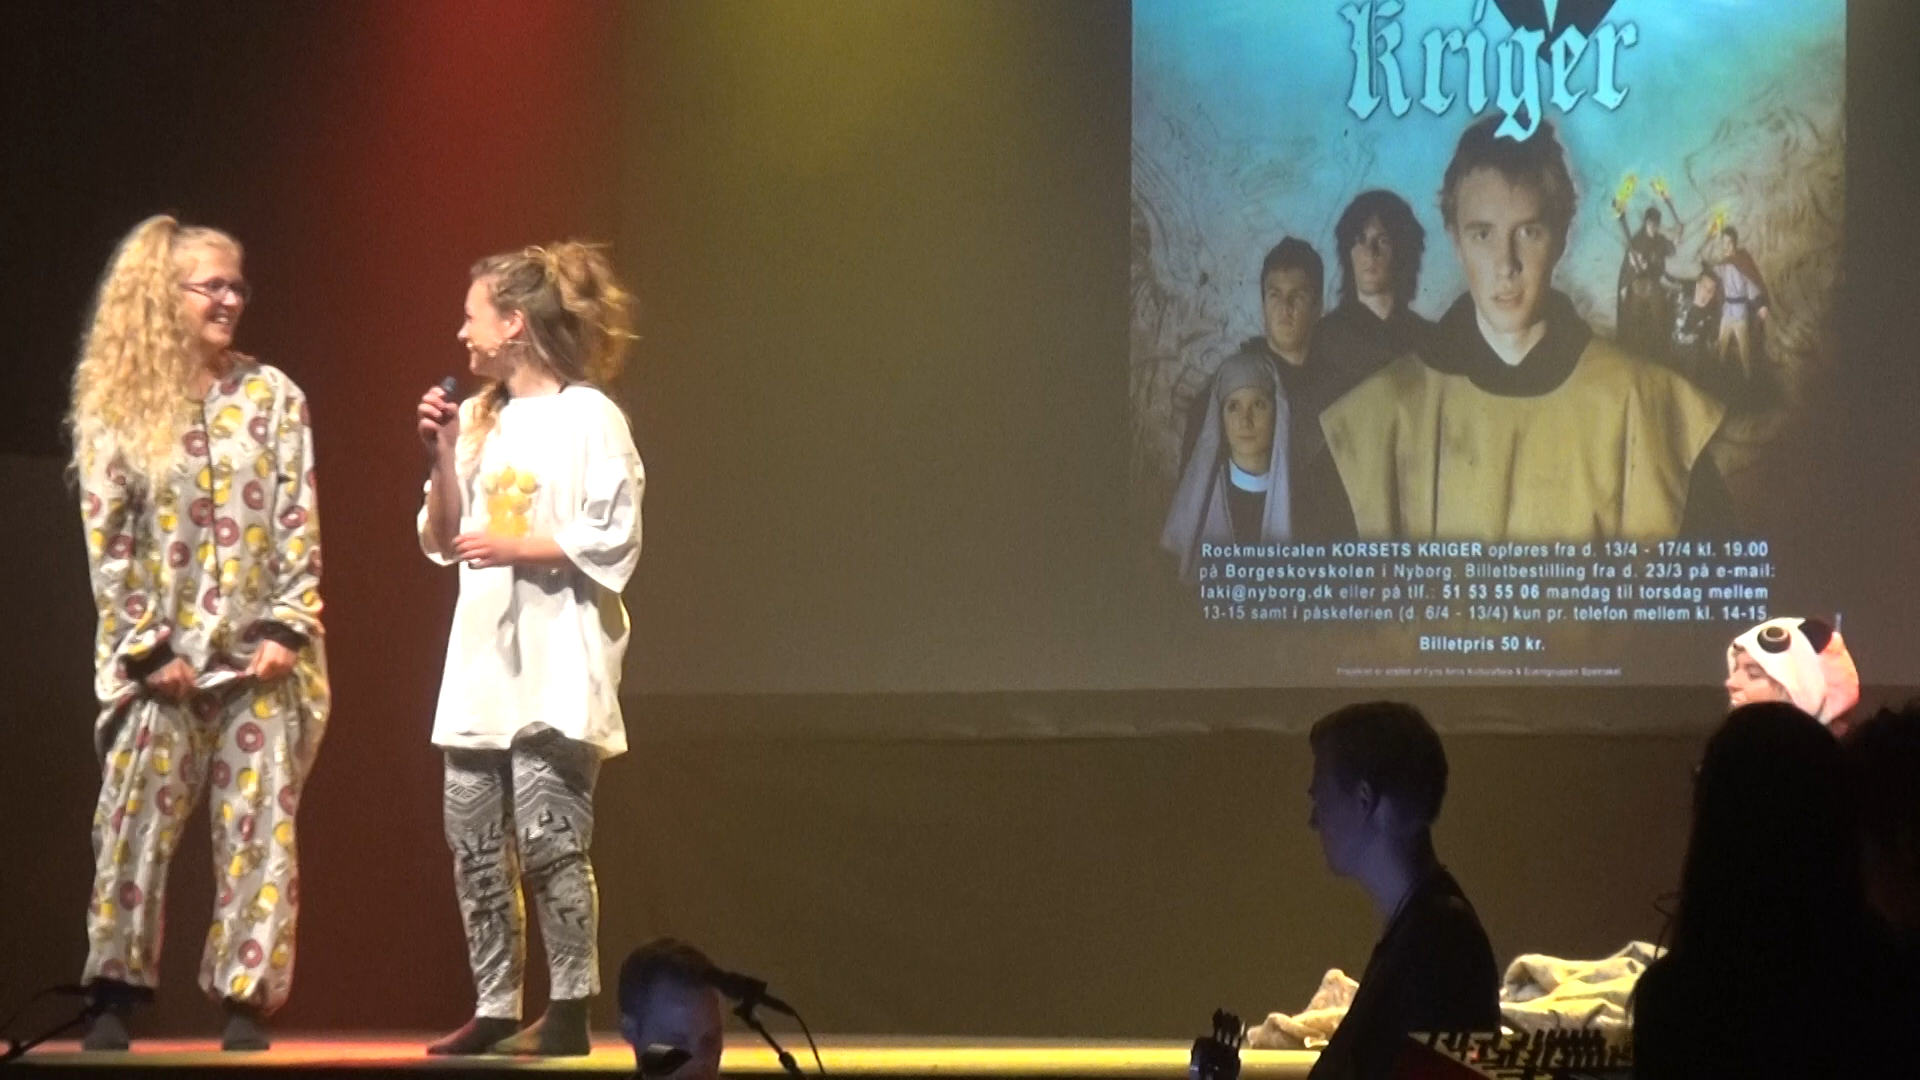 Kriger
Rockmusicalen KORSETS KRIGER opføres fra d. 13/4 - 17/4 kl. 19.00
på Borgeskovskolen i Nyborg. Billetbestilling fra d. 23/3 på e-mail:
laki@nyborg.dk eller på tlf.: 51 53 55 06 mandag til torsdag mellem
13-15 samt i påskeferien (d. 6/4 - 13/4) kun pr. telefon mellem kl. 14-15
Billetpris 50 kr.